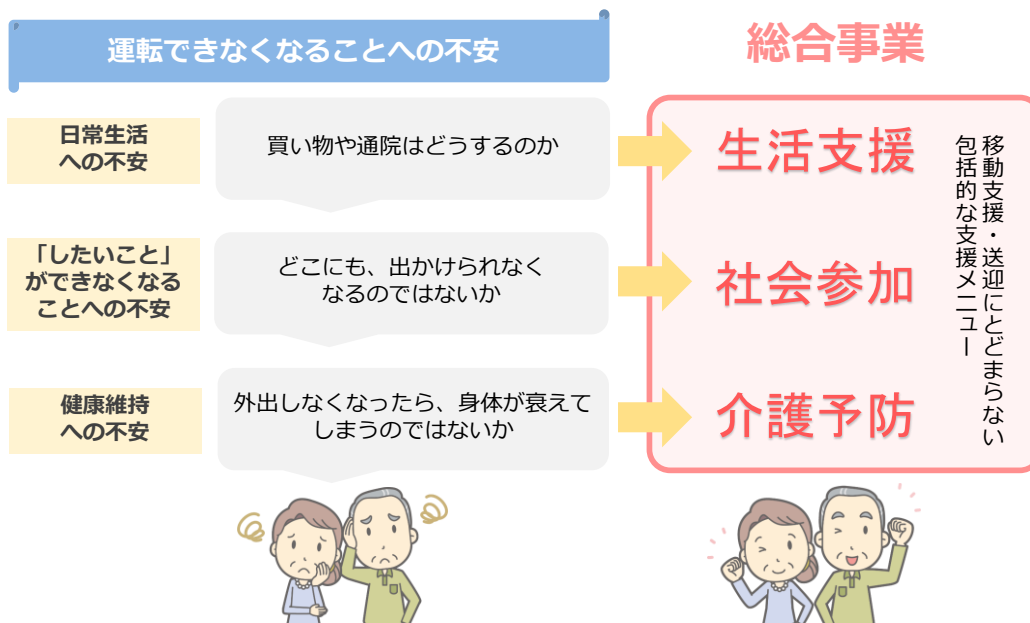 運転できなくなることへの不安
総合事業
日常生活
への不安
買い物や通院はどうするのか
生活支援
「したいこと」
ができなくなる
ことへの不安
どこにも、出かけられなく
なるのではないか
社会参加
健康維持
への不安
外出しなくなったら、身体が衰えて
しまうのではないか
介護予防
移動支援・送迎にとどまらない
包括的な支援メニュー